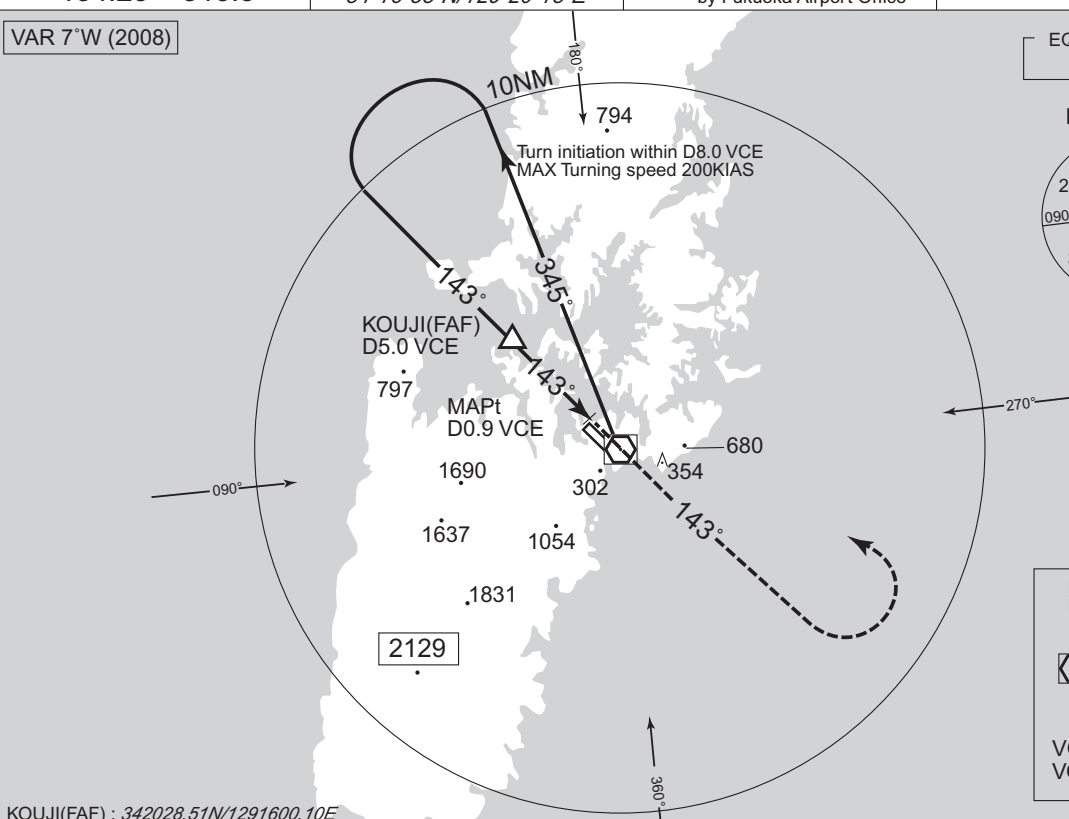 VAR 7˚W (2008)
10NM
180°
794
Turn initiation within D8.0 VCE
MAX Turning speed 200KIAS
090
345°
143°
KOUJI(FAF)
D5.0 VCE
797
143°
MAPt
D0.9 VCE
270°
680
354
302
1690
090°
1637
1054
143°
1831
2129
360°
KOUJI(FAF) : 342028.51N/1291600.10E